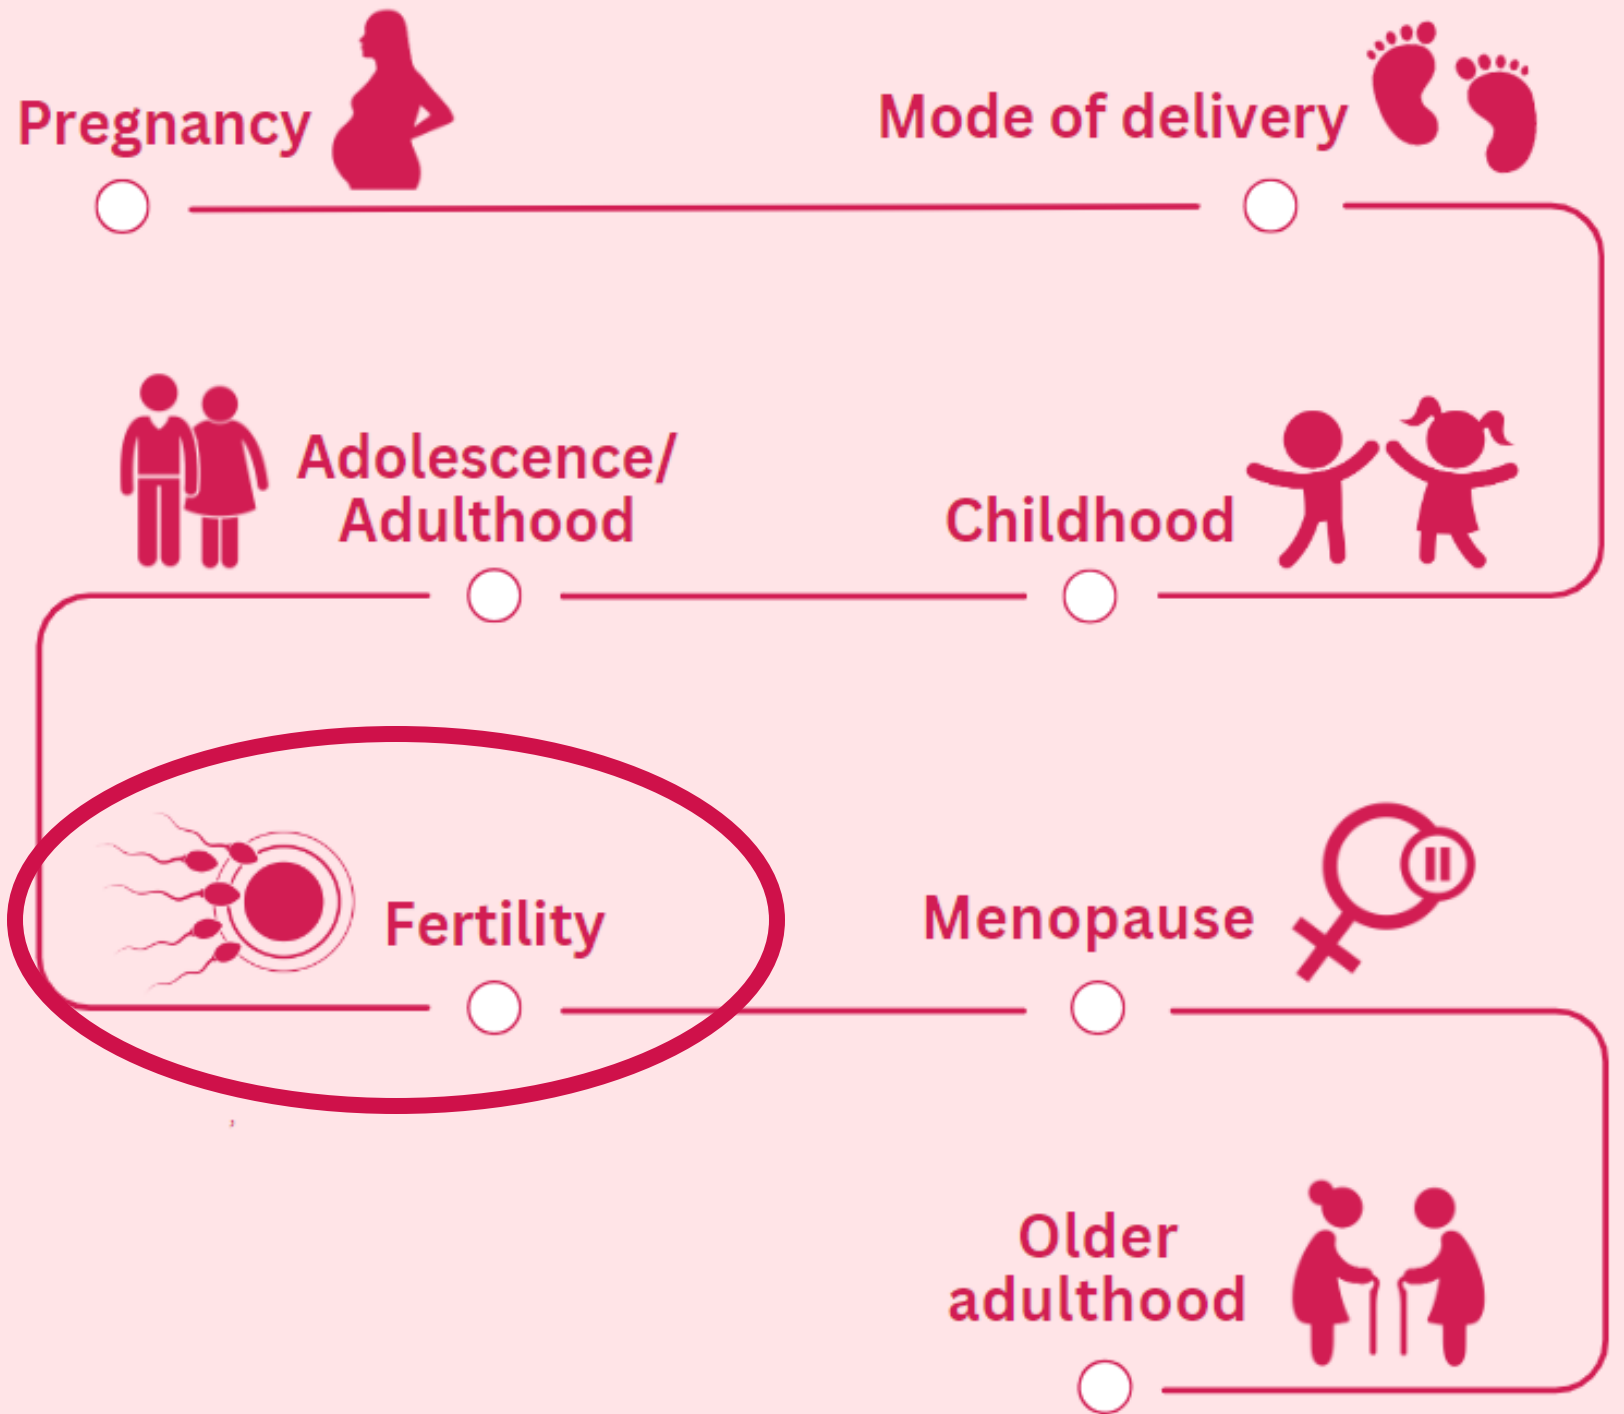 Pregnancy
Mode of delivery
Adolescence/
Adulthood
Childhood
Fertility
Menopause
Older
adulthood